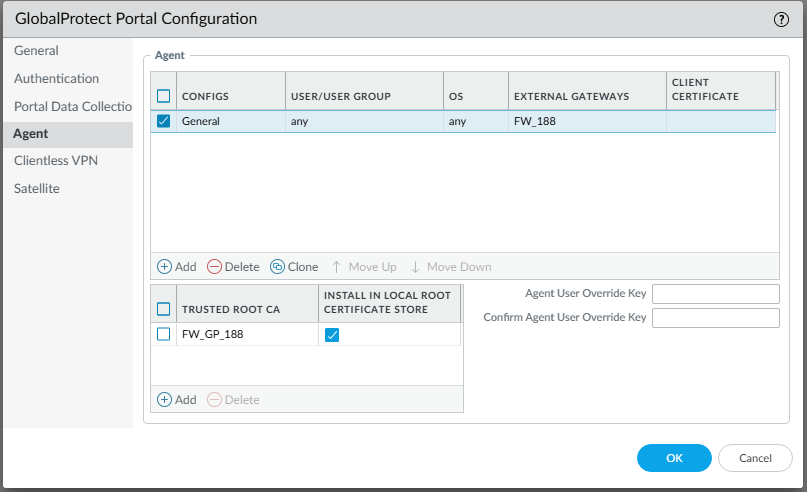 GlobalProtect Portal Configuration
General
Authentication
Portal Data Collectio
Agent
Clientless VPN
Satellite
Agent
CONFIGS USER/USER GROUP OS EXTERNAL GATEWAYS CLIENT CERTIFICATE
General any any FW_188
Add Delete Clone Move Up Move Down
TRUSTED ROOT CA INSTALL IN LOCAL ROOT CERTIFICATE STORE
FW_GP_188
Add Delete
Agent User Override Key
Confirm Agent User Override Key
OK Cancel